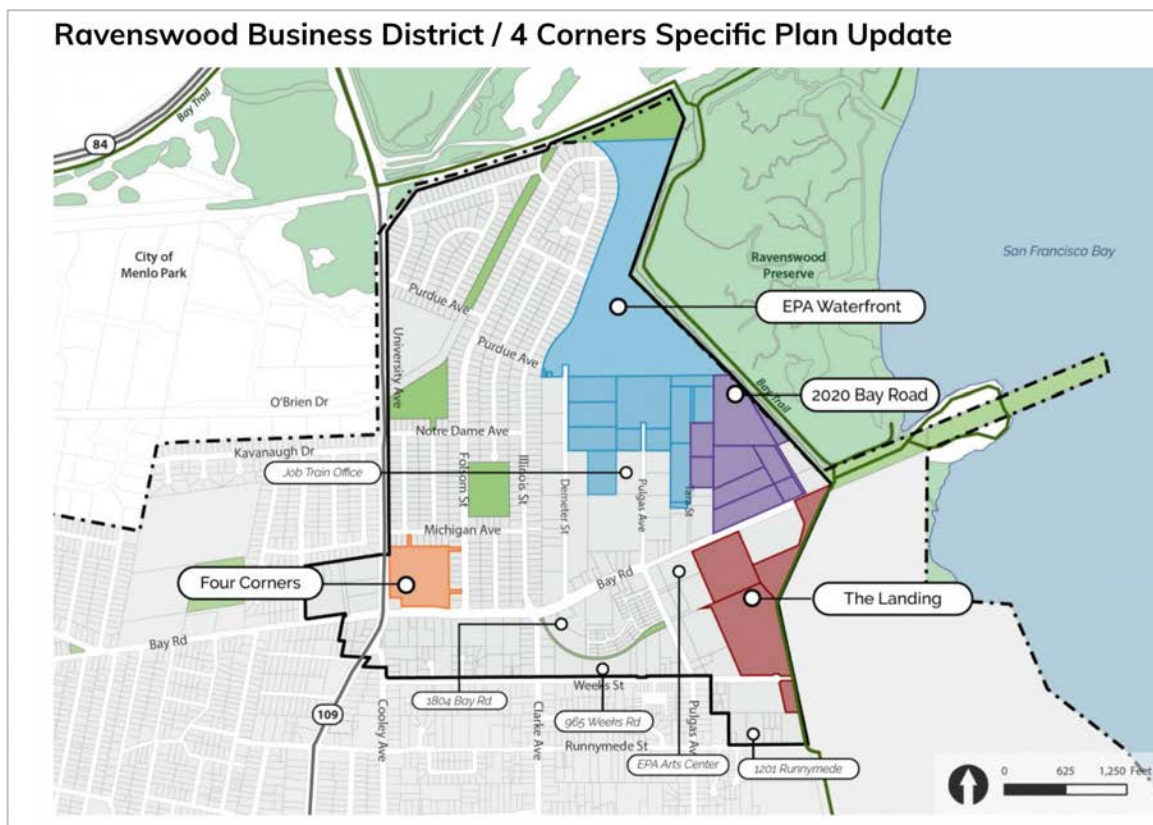 Ravenswood Business District / 4 Corners Specific Plan Update
Bay Trail
84
City of
Menlo Park
San Francisco Bay
Ravenswood
Preserve
Purdue Ave
EPA Waterfront
University Ave
Purdue Ave
Bay Trail
2020 Bay Road
O'Brien Dr
Notre Dame Ave
Kavanaugh Dr
Job Train Office
Folsom St
Illinois St
Demeter St
Pulgas Ave
Tara St
Michigan Ave
Four Corners
Bay Rd
The Landing
Bay Rd
1804 Bay Rd
Weeks St
965 Weeks Rd
109
Cooley Ave
Clarke Ave
Pulgas Ave
Runnymede St
EPA Arts Center
1201 Runnymede
0 625 1,250 Feet